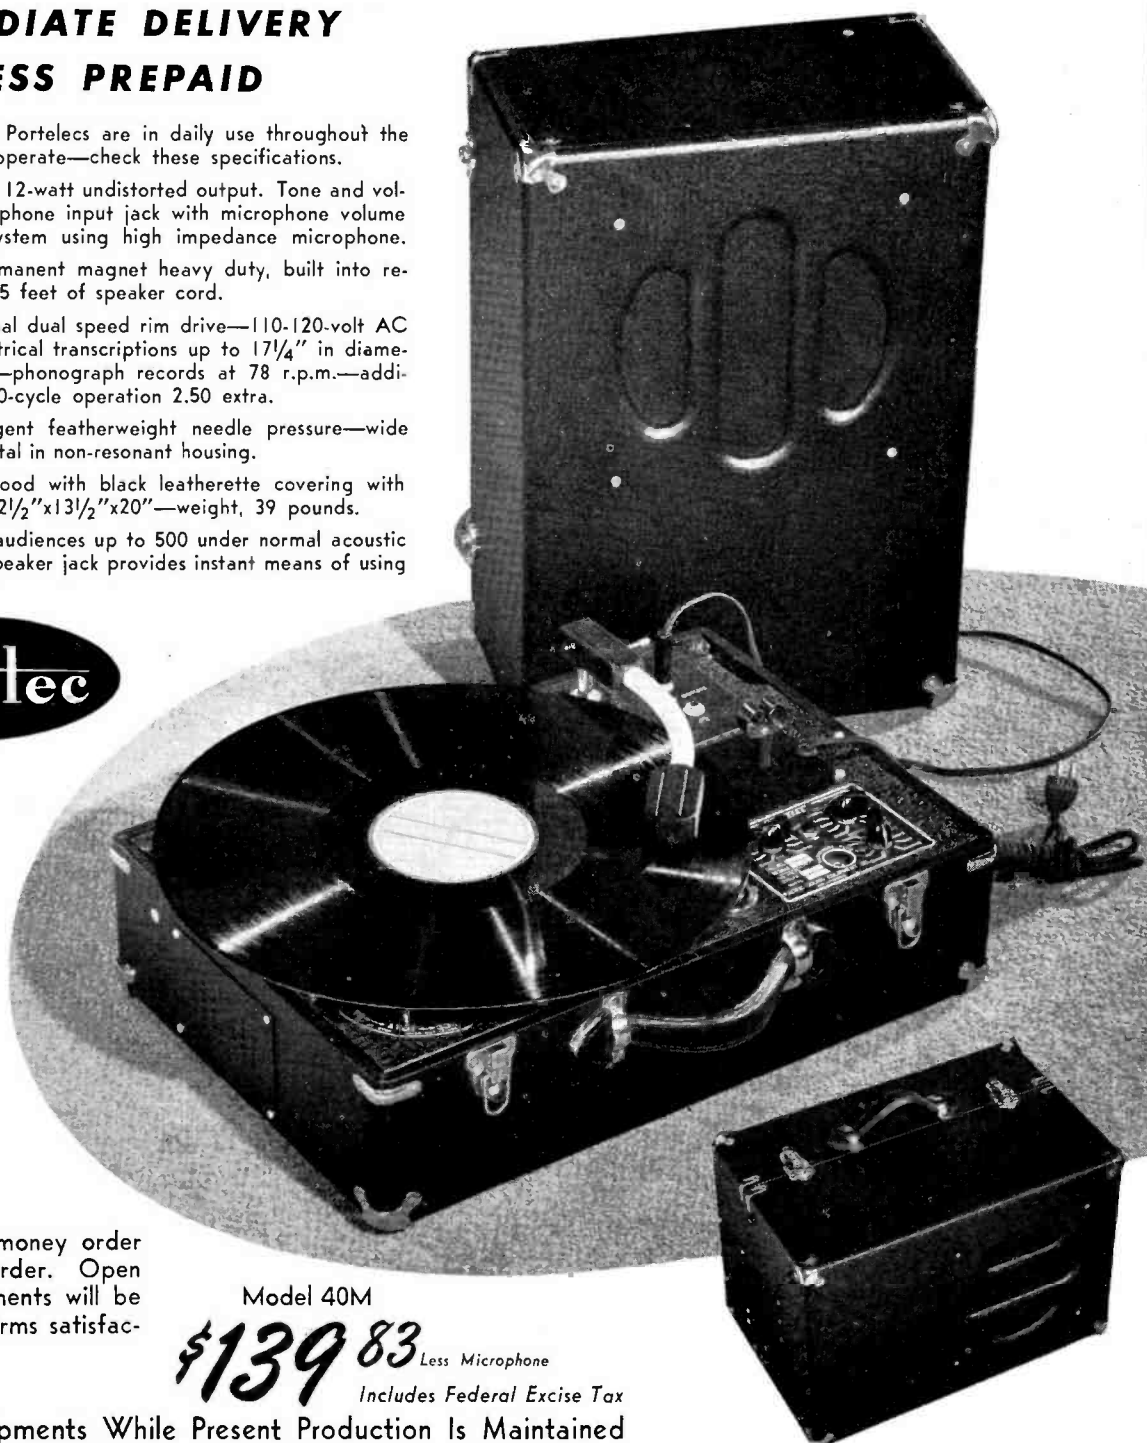 DIATE DELIVERY
ESS PREPAID
Portelecs are in daily use throughout the
operate—check these specifications.
12-watt undistorted output. Tone and vol-
phone input jack with microphone volume
ystem using high impedance microphone.
manent magnet heavy duty, built into re-
5 feet of speaker cord.
al dual speed rim drive—110-120-volt AC
trical transcriptions up to 17¼" in diame-
—phonograph records at 78 r.p.m.—addi-
0-cycle operation 2.50 extra.
gent featherweight needle pressure—wide
tal in non-resonant housing.
ood with black leatherette covering with
2½"x13½"x20"—weight, 39 pounds.
audiences up to 500 under normal acoustic
peaker jack provides instant means of using
lec
money order
rder. Open
ments will be
rms satisfac-
Model 40M
$139 83 Less Microphone
Includes Federal Excise Tax
pments While Present Production Is Maintained